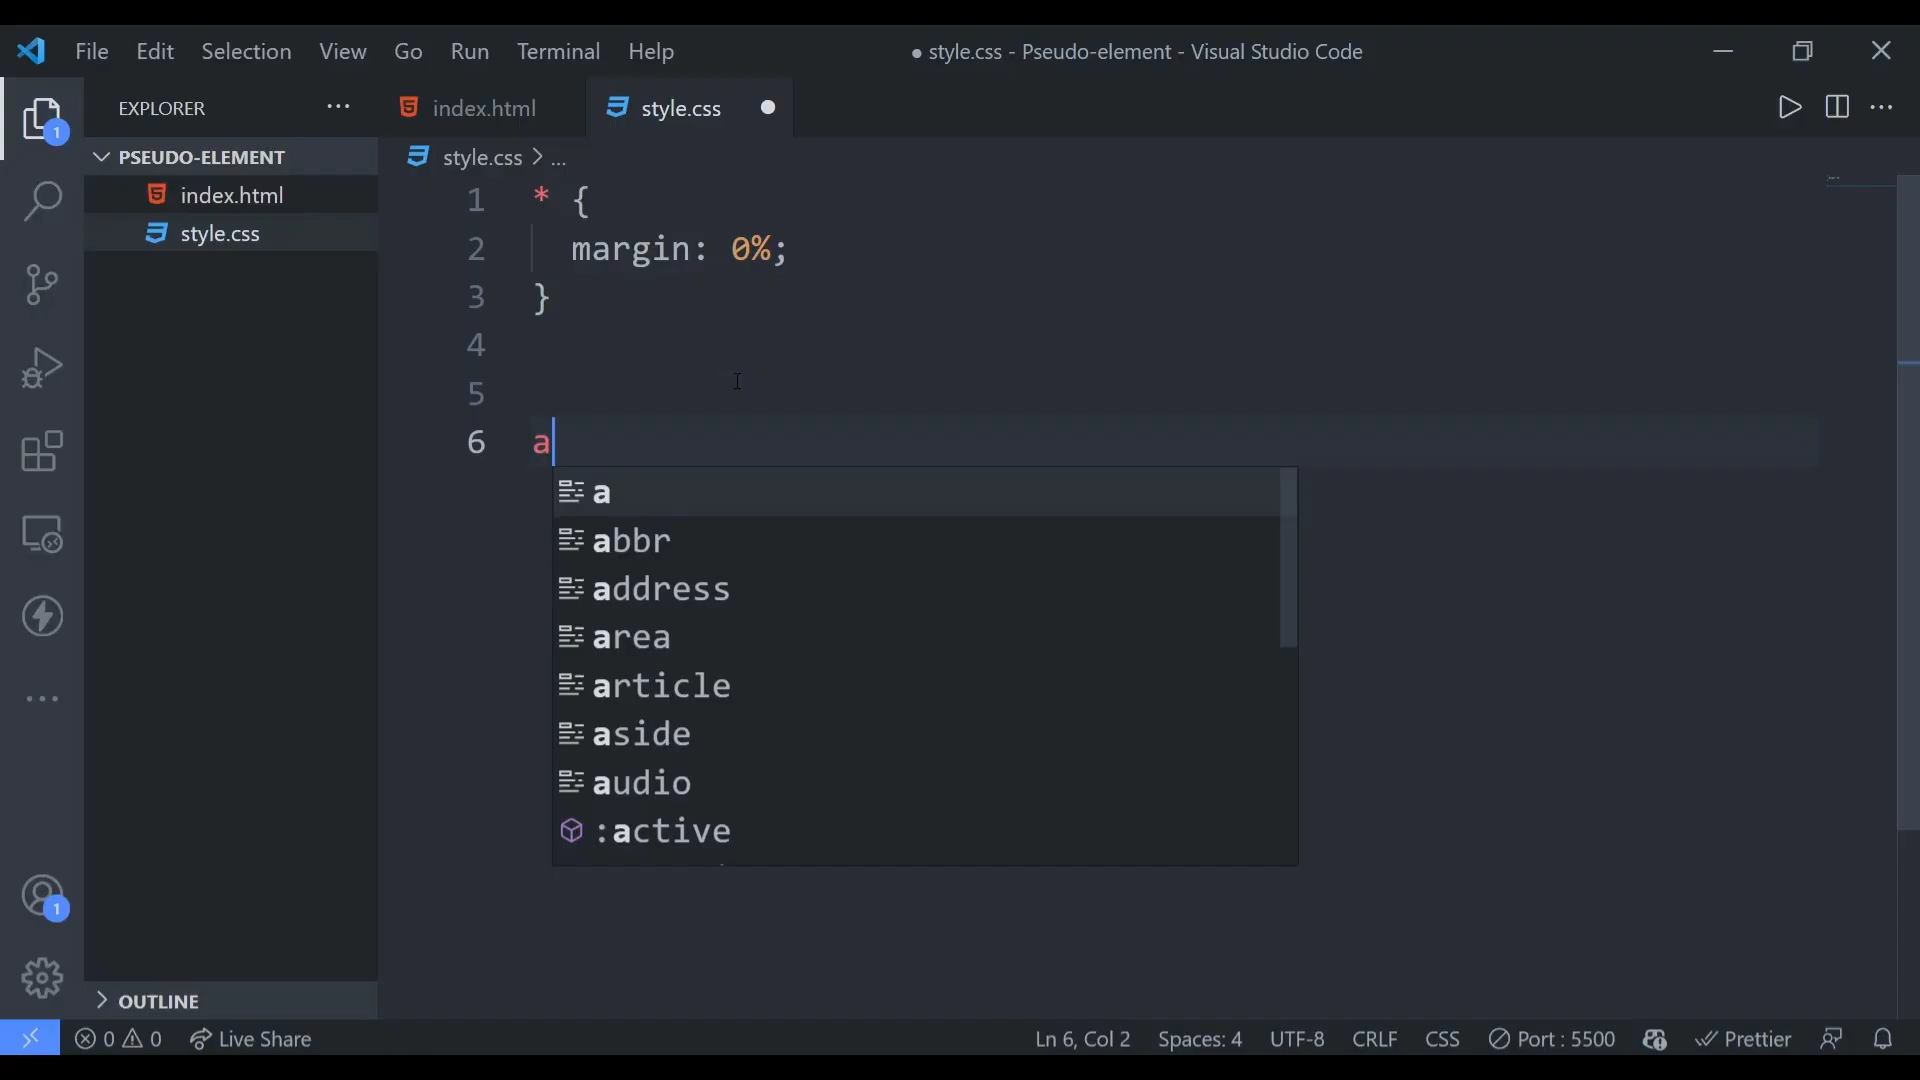 File Edit Selection View Go Run Terminal Help
● style.css - Pseudo-element - Visual Studio Code
EXPLORER
index.html
style.css
1
PSEUDO-ELEMENT
style.css > ...
index.html
style.css
1 * {
2 margin: 0%;
3 }
4
5
6 a
a
abbr
address
area
article
aside
audio
:active
1
OUTLINE
0 0 Live Share
Ln 6, Col 2 Spaces: 4 UTF-8 CRLF CSS Port : 5500 Prettier